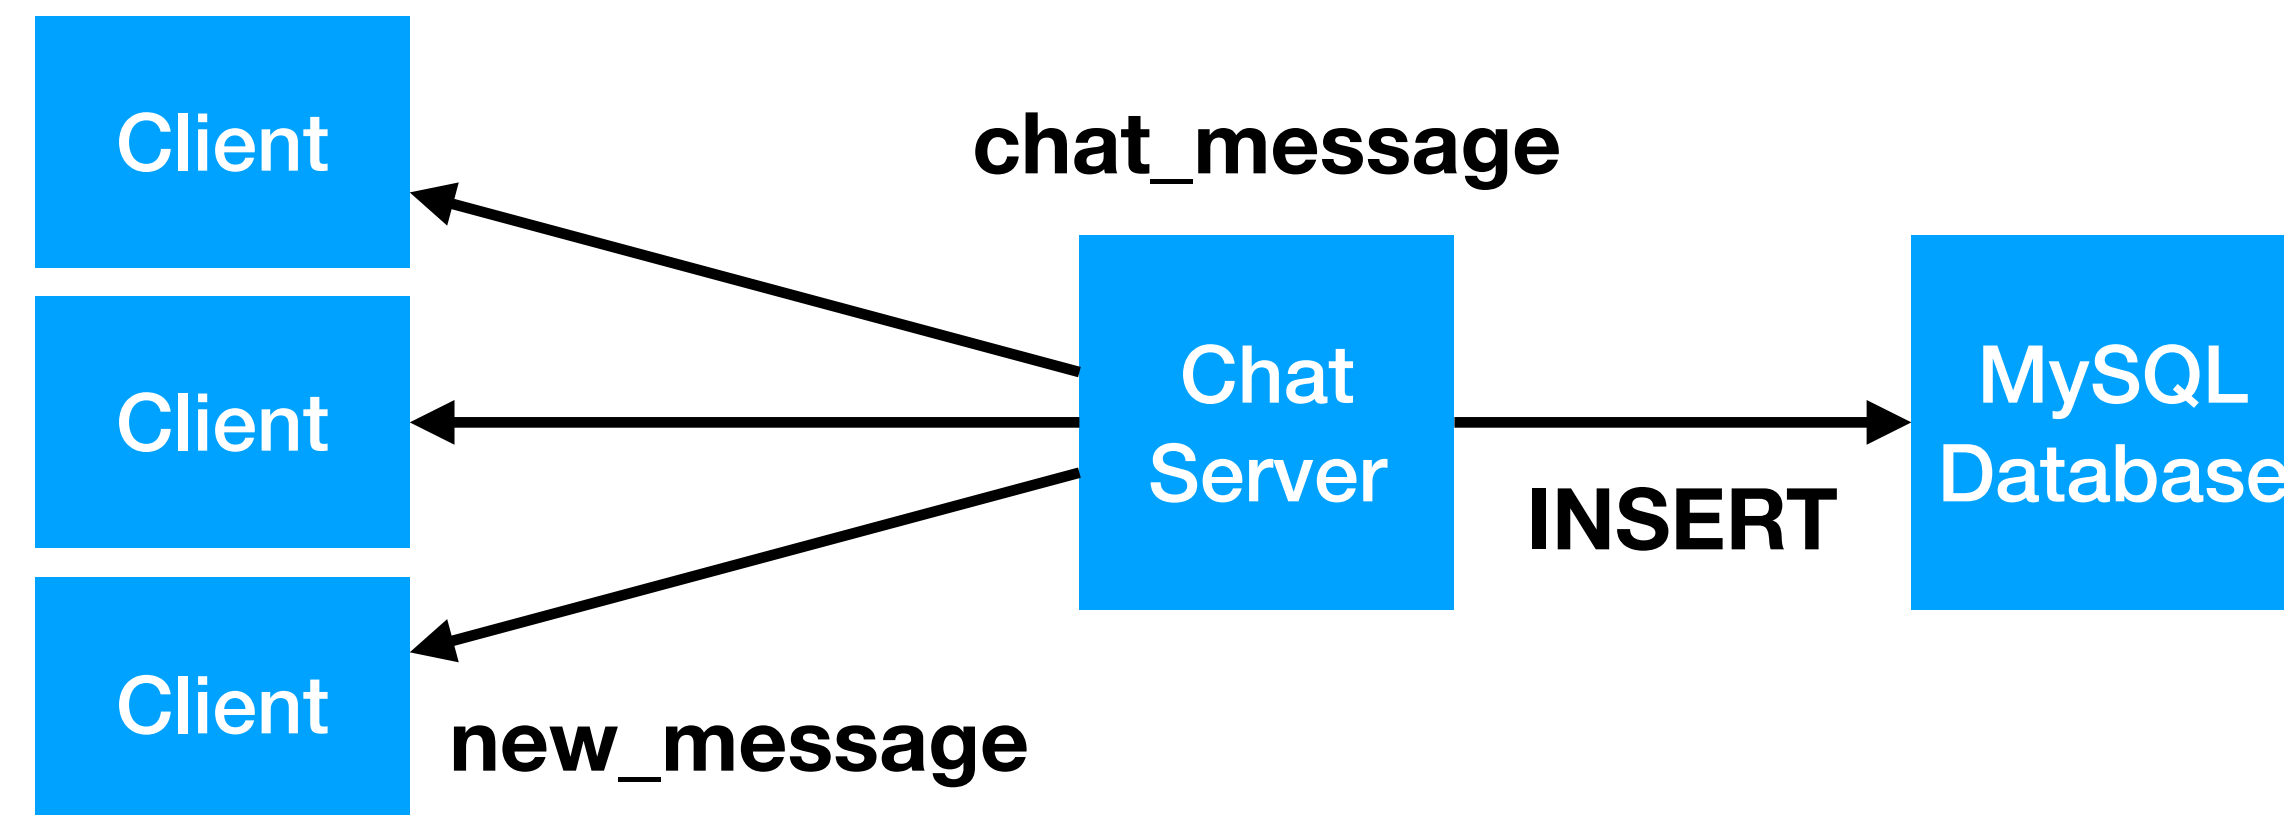 Client
chat_message
Client
Chat
Server
MySQL
Database
INSERT
Client
new_message